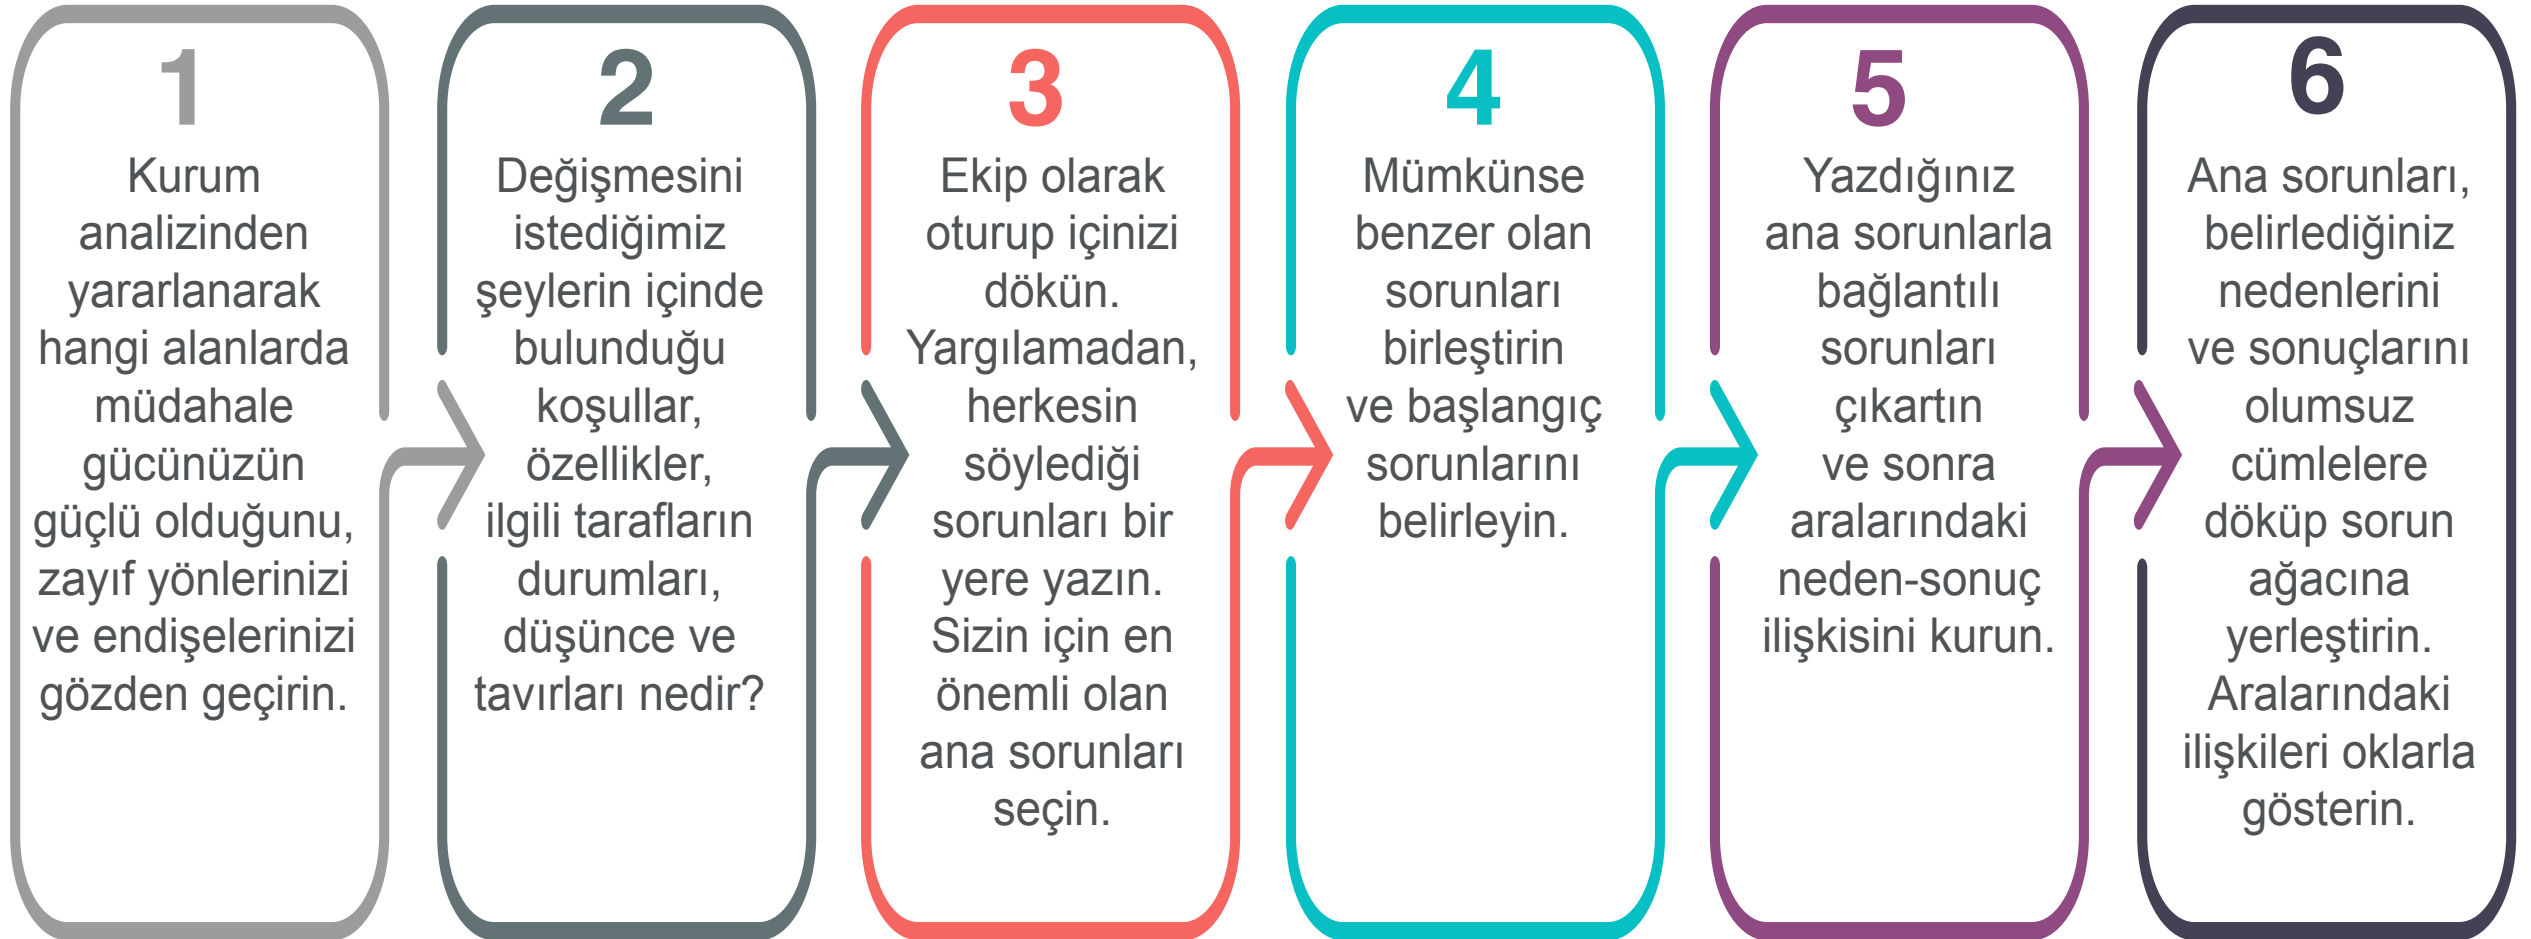 1
Kurum
analizinden
yararlanarak
hangi alanlarda
müdahale
gücünüzün
güçlü olduğunu,
zayıf yönlerinizi
ve endişelerinizi
gözden geçirin.
2
Değişmesini
istediğimiz
şeylerin içinde
bulunduğu
koşullar,
özellikler,
ilgili tarafların
durumları,
düşünce ve
tavırları nedir?
3
Ekip olarak
oturup içinizi
dökün.
Yargılamadan,
herkesin
söylediği
sorunları bir
yere yazın.
Sizin için en
önemli olan
ana sorunları
seçin.
4
Mümkünse
benzer olan
sorunları
birleştirin
ve başlangıç
sorunlarını
belirleyin.
5
Yazdığınız
ana sorunlarla
bağlantılı
sorunları
çıkartın
ve sonra
aralarındaki
neden-sonuç
ilişkisini kurun.
6
Ana sorunları,
belirlediğiniz
nedenlerini
ve sonuçlarını
olumsuz
cümlelere
döküp sorun
ağacına
yerleştirin.
Aralarındaki
ilişkileri oklarla
gösterin.